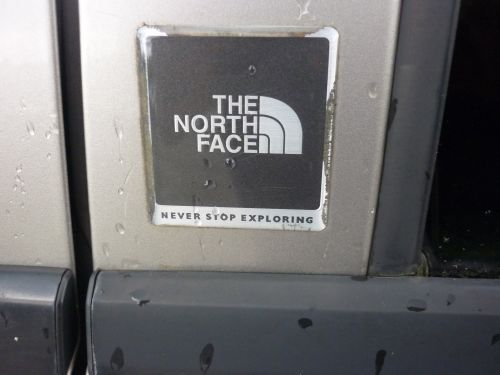 THE
NORTH
FACE
NEVER STOP EXPLORING